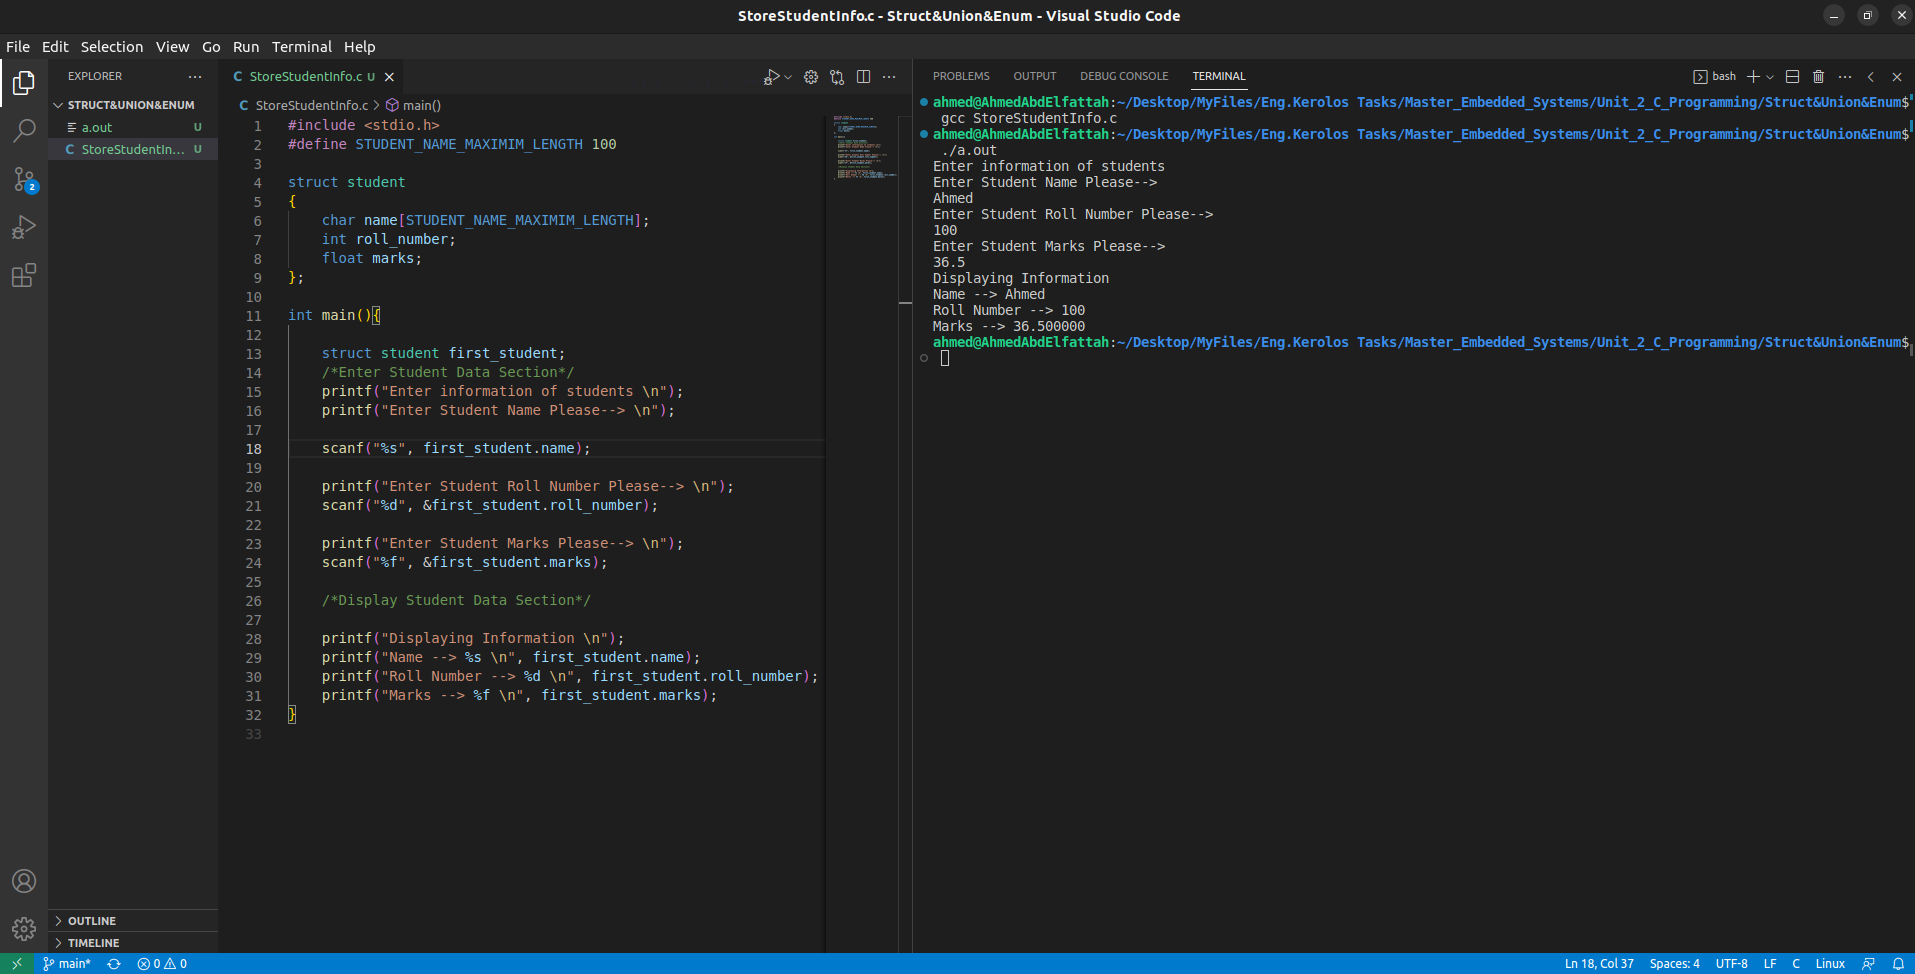 StoreStudentInfo.c - Struct&Union&Enum - Visual Studio Code
File Edit Selection View Go Run Terminal Help
EXPLORER ...
STRUCT&UNION&ENUM
a.out U
C StoreStudentIn... U
2
OUTLINE
TIMELINE
C StoreStudentInfo.c U
C StoreStudentInfo.c > main()
1 #include <stdio.h>
2 #define STUDENT_NAME_MAXIMIM_LENGTH 100
3
4 struct student
5 {
6 char name[STUDENT_NAME_MAXIMIM_LENGTH];
7 int roll_number;
8 float marks;
9 };
10
11 int main(){
12
13 struct student first_student;
14 /*Enter Student Data Section*/
15 printf("Enter information of students \n");
16 printf("Enter Student Name Please--> \n");
17
18 scanf("%s", first_student.name);
19
20 printf("Enter Student Roll Number Please--> \n");
21 scanf("%d", &first_student.roll_number);
22
23 printf("Enter Student Marks Please--> \n");
24 scanf("%f", &first_student.marks);
25
26 /*Display Student Data Section*/
27
28 printf("Displaying Information \n");
29 printf("Name --> %s \n", first_student.name);
30 printf("Roll Number --> %d \n", first_student.roll_number);
31 printf("Marks --> %f \n", first_student.marks);
32 }
33
PROBLEMS OUTPUT DEBUG CONSOLE TERMINAL bash
ahmed@AhmedAbdElfattah:~/Desktop/MyFiles/Eng.Kerolos Tasks/Master_Embedded_Systems/Unit_2_C_Programming/Struct&Union&Enum$
gcc StoreStudentInfo.c
ahmed@AhmedAbdElfattah:~/Desktop/MyFiles/Eng.Kerolos Tasks/Master_Embedded_Systems/Unit_2_C_Programming/Struct&Union&Enum$
./a.out
Enter information of students
Enter Student Name Please-->
Ahmed
Enter Student Roll Number Please-->
100
Enter Student Marks Please-->
36.5
Displaying Information
Name --> Ahmed
Roll Number --> 100
Marks --> 36.500000
ahmed@AhmedAbdElfattah:~/Desktop/MyFiles/Eng.Kerolos Tasks/Master_Embedded_Systems/Unit_2_C_Programming/Struct&Union&Enum$
main* 0 0 Ln 18, Col 37 Spaces: 4 UTF-8 LF C Linux